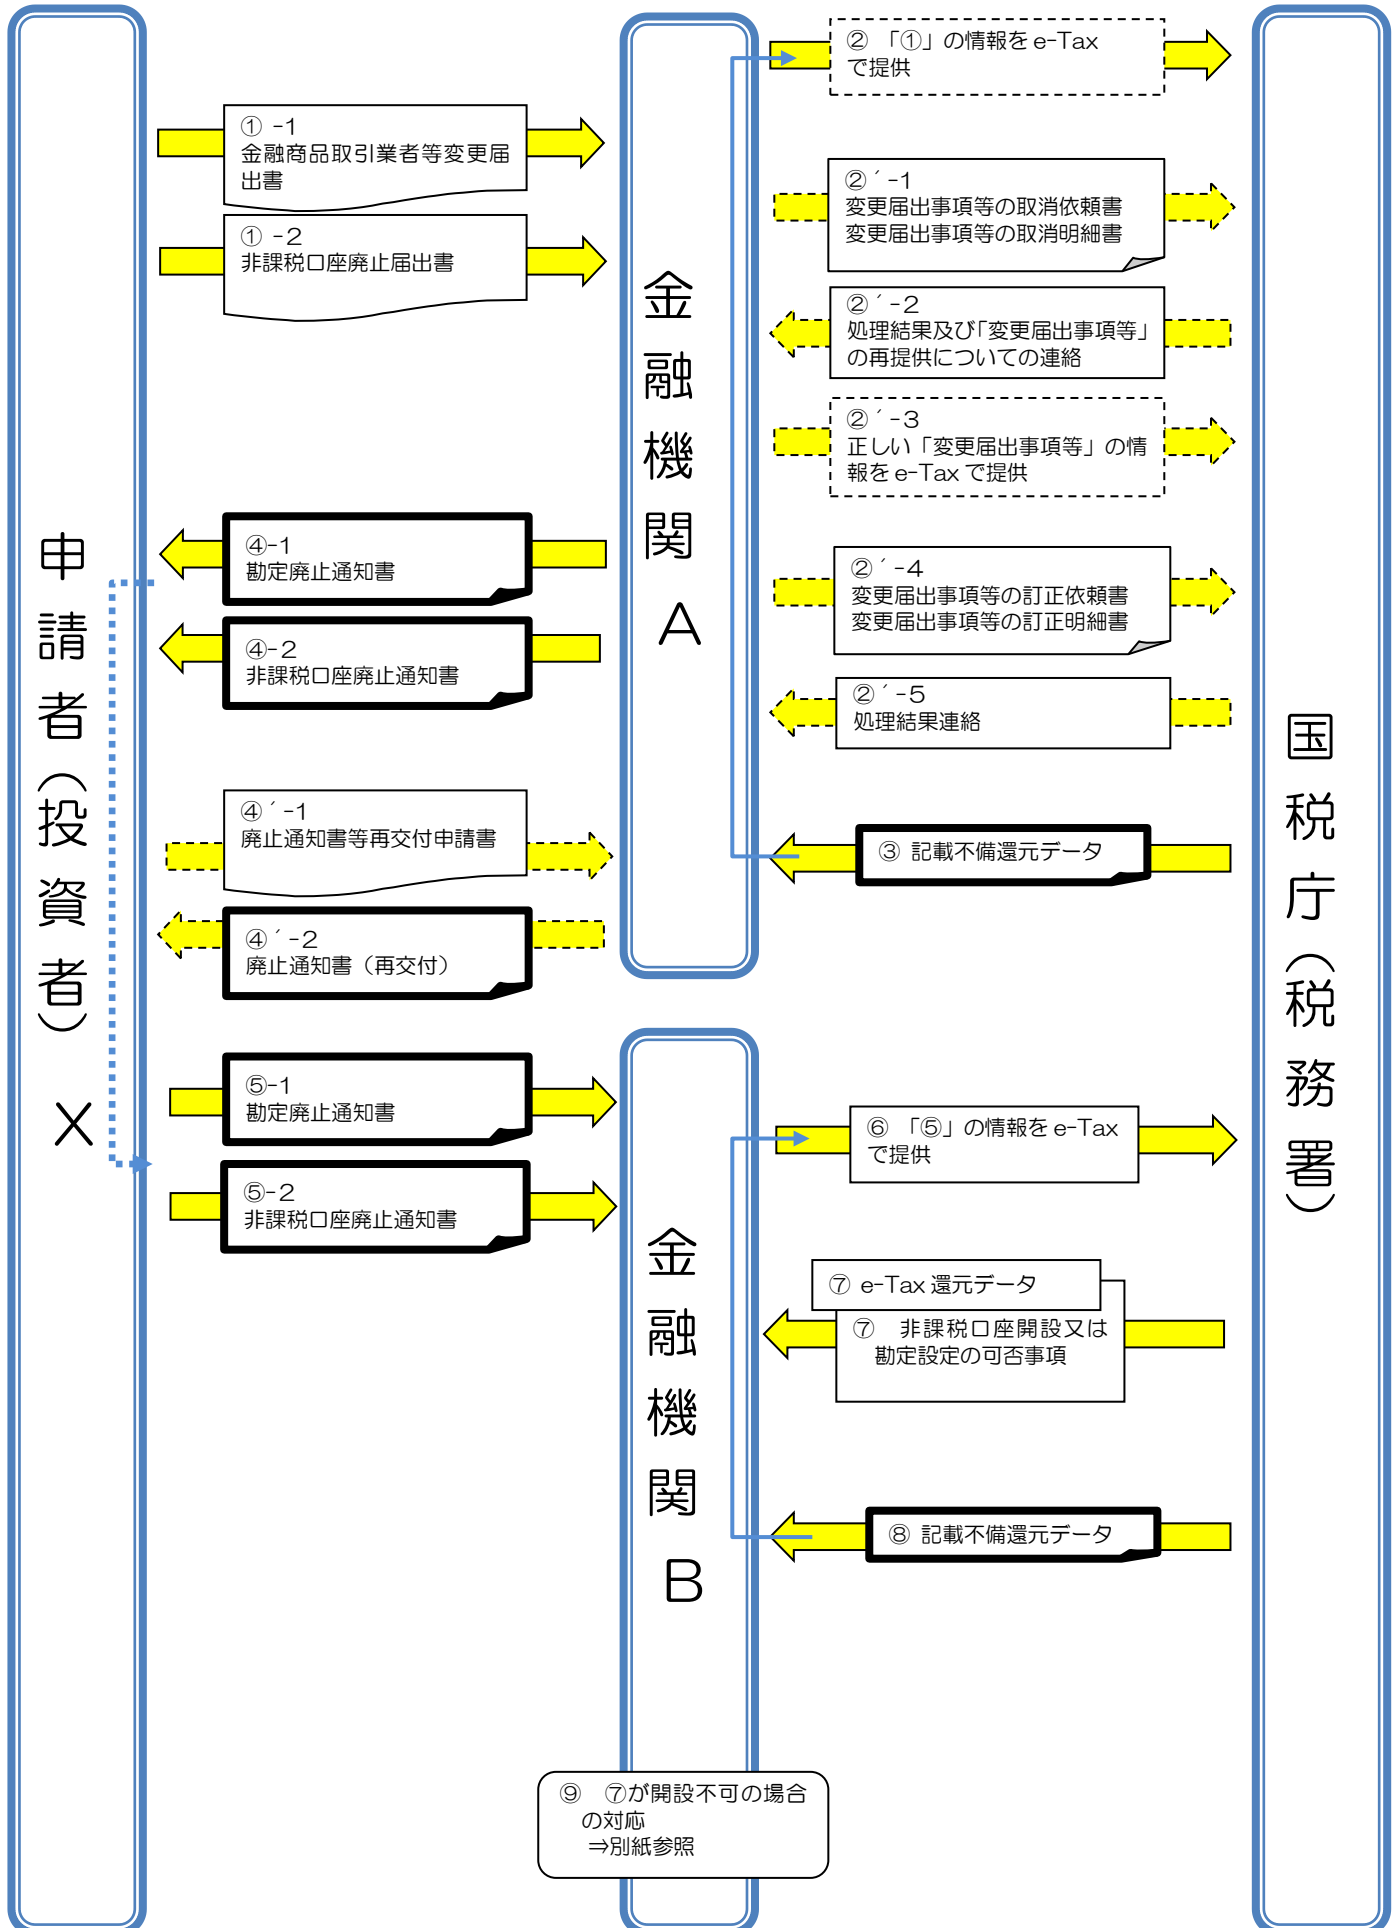 申請者（投資者） X
① -1
金融商品取引業者等変更届
出書
① -2
非課税口座廃止届出書
④-1
勘定廃止通知書
④-2
非課税口座廃止通知書
④´-1
廃止通知書等再交付申請書
④´-2
廃止通知書（再交付）
⑤-1
勘定廃止通知書
⑤-2
非課税口座廃止通知書
金融機関 A
② 「①」の情報を e-Tax
で提供
②´-1
変更届出事項等の取消依頼書
変更届出事項等の取消明細書
②´-2
処理結果及び「変更届出事項等」
の再提供についての連絡
②´-3
正しい「変更届出事項等」の情
報を e-Tax で提供
②´-4
変更届出事項等の訂正依頼書
変更届出事項等の訂正明細書
②´-5
処理結果連絡
③ 記載不備還元データ
金融機関 B
⑥ 「⑤」の情報を e-Tax
で提供
⑦ e-Tax 還元データ
⑦ 非課税口座開設又は
勘定設定の可否事項
⑧ 記載不備還元データ
⑨ ⑦が開設不可の場合
の対応
⇒別紙参照
国税庁（税務署）